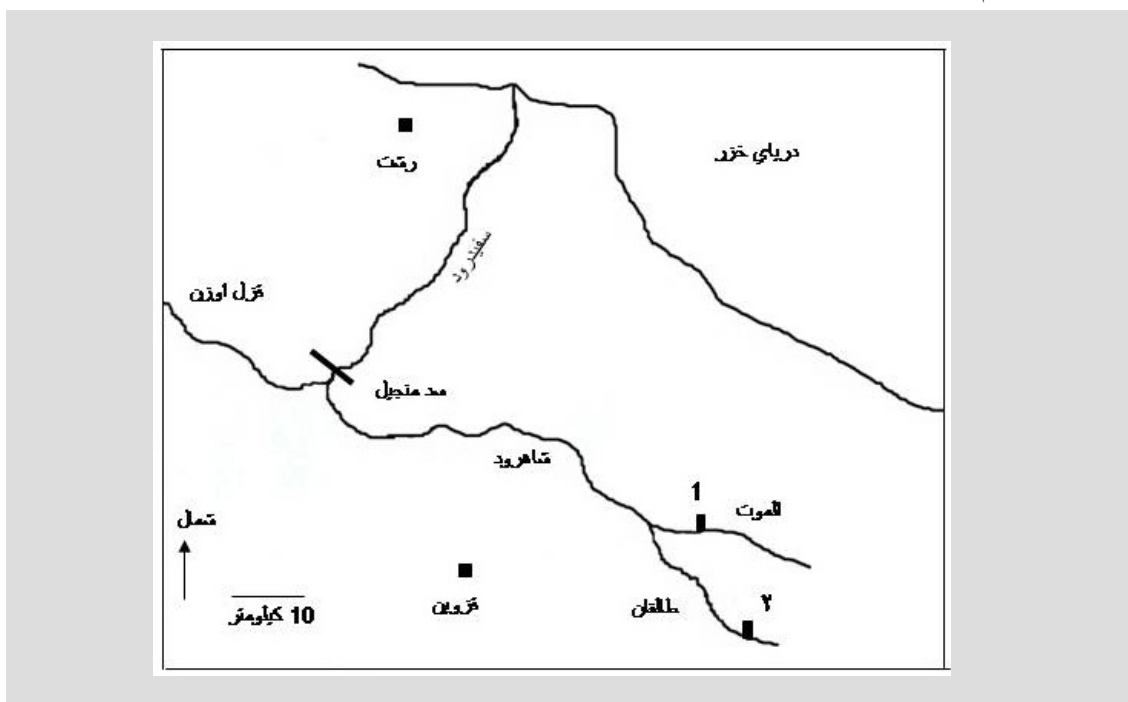 رشت
دریای خزر
سفیدرود
قزل اوزن
سد منجیل
شاهرود
1
الموت
شمال
10 کیلومتر
قزوین
طالقان
۲